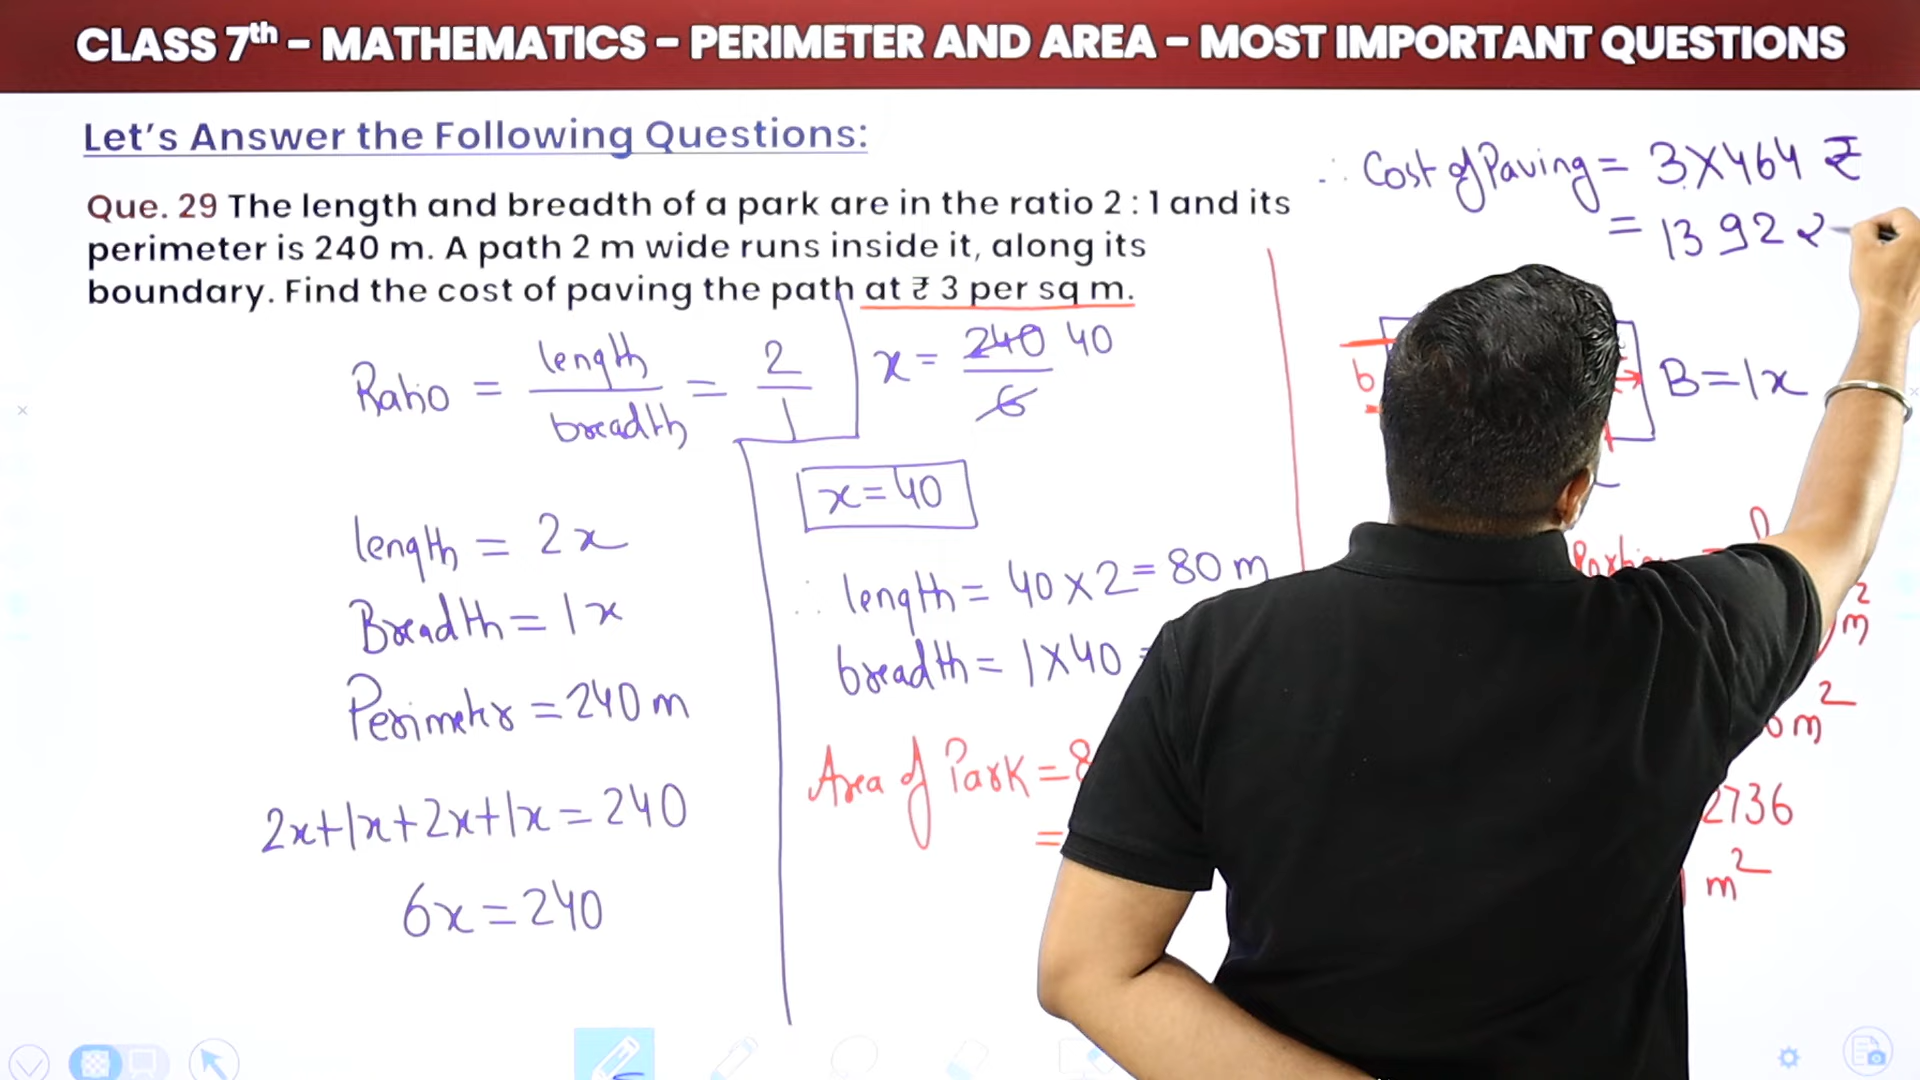 CLASS 7th – MATHEMATICS – PERIMETER AND AREA – MOST IMPORTANT QUESTIONS
Let's Answer the Following Questions:
Que. 29 The length and breadth of a park are in the ratio 2 : 1 and its
perimeter is 240 m. A path 2 m wide runs inside it, along its
boundary. Find the cost of paving the path at ₹ 3 per sq m.
Ratio = length / breadth = 2 / 1
length = 2x
Breadth = 1x
Perimeter = 240 m
2x+1x+2x+1x = 240
6x = 240
x = 240 / 6 40
x = 40
∴ length = 40 × 2 = 80 m
breadth = 1 × 40
Area of Park = 8
=
∴ Cost of Paving = 3 × 464 ₹
= 1392
b
B = 1x
m²
m²
2736
m²